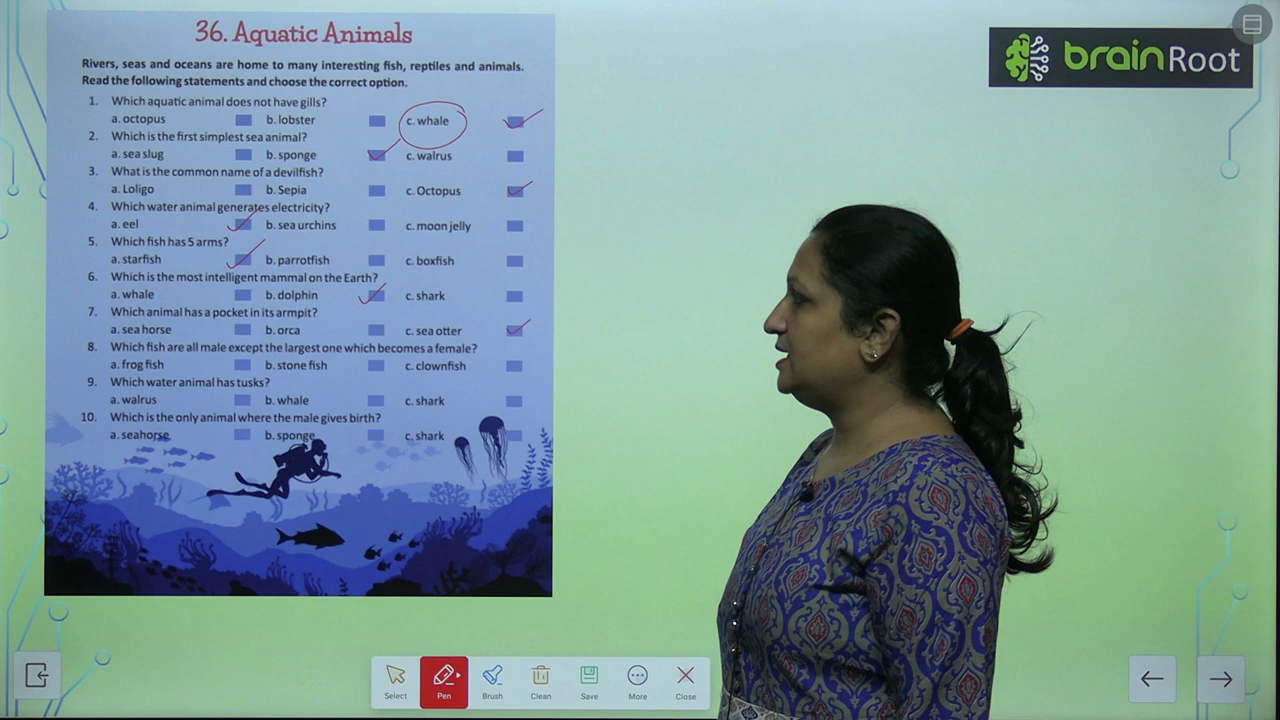 36. Aquatic Animals
brainRoot
Rivers, seas and oceans are home to many interesting fish, reptiles and animals.
Read the following statements and choose the correct option.
1. Which aquatic animal does not have gills?
a. octopus b. lobster c. whale
2. Which is the first simplest sea animal?
a. sea slug b. sponge c. walrus
3. What is the common name of a devilfish?
a. Loligo b. Sepia c. Octopus
4. Which water animal generates electricity?
a. eel b. sea urchins c. moon jelly
5. Which fish has 5 arms?
a. starfish b. parrotfish c. boxfish
6. Which is the most intelligent mammal on the Earth?
a. whale b. dolphin c. shark
7. Which animal has a pocket in its armpit?
a. sea horse b. orca c. sea otter
8. Which fish are all male except the largest one which becomes a female?
a. frog fish b. stone fish c. clownfish
9. Which water animal has tusks?
a. walrus b. whale c. shark
10. Which is the only animal where the male gives birth?
a. seahorse b. sponge c. shark
Select Pen Brush Clean Save More Close